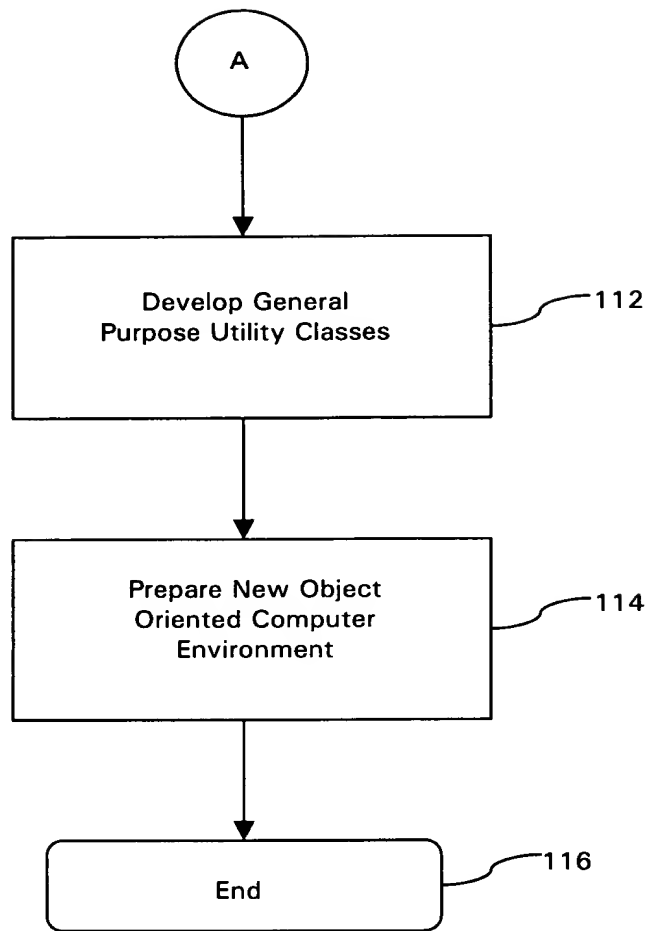 A
Develop General
Purpose Utility Classes
112
Prepare New Object
Oriented Computer
Environment
114
End
116